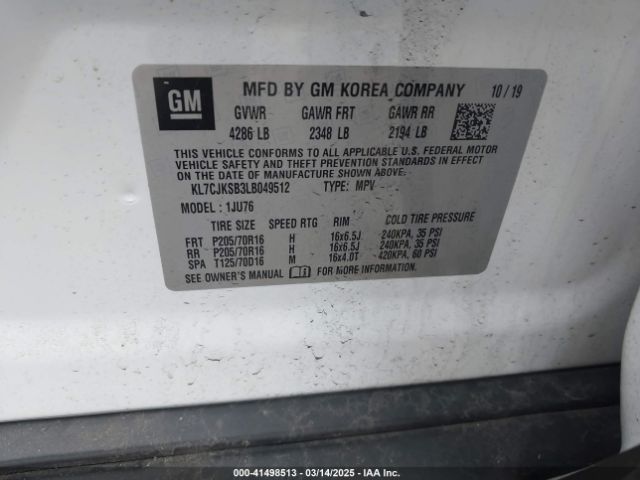 GM
MFD BY GM KOREA COMPANY 10/19
GVWR GAWR FRT GAWR RR
4286 LB 2348 LB 2194 LB
THIS VEHICLE CONFORMS TO ALL APPLICABLE U.S. FEDERAL MOTOR
VEHICLE SAFETY AND THEFT PREVENTION STANDARDS IN EFFECT
ON THE DATE OF MANUFACTURE SHOWN ABOVE.
KL7CJKSB3LB049512 TYPE: MPV
MODEL: 1JU76
TIRE SIZE SPEED RTG RIM COLD TIRE PRESSURE
FRT P205/70R16 H 16x6.5J 240KPA, 35 PSI
RR P205/70R16 H 16x6.5J 240KPA, 35 PSI
SPA T125/70D16 M 16x4.0T 420KPA, 60 PSI
SEE OWNER'S MANUAL FOR MORE INFORMATION.
000-41498513 - 03/14/2025 - IAA, Inc.